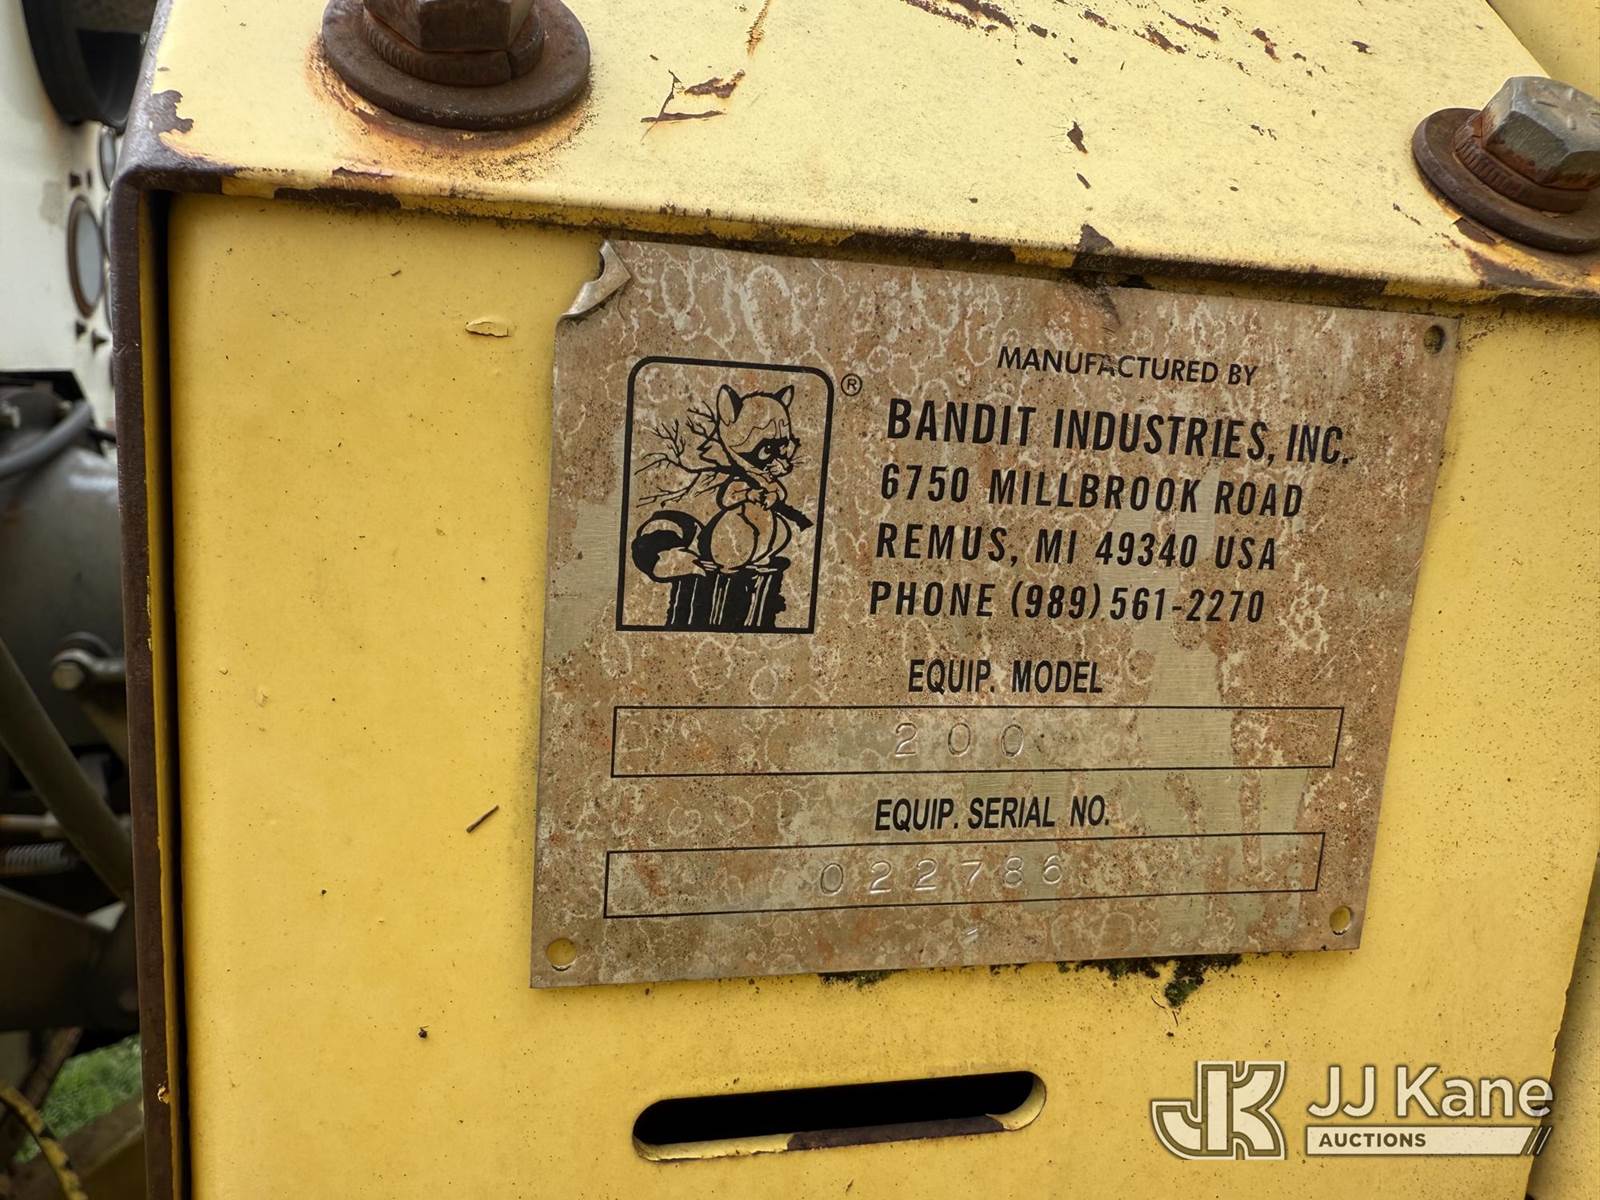 MANUFACTURED BY
®
BANDIT INDUSTRIES, INC.
6750 MILLBROOK ROAD
REMUS, MI 49340 USA
PHONE (989) 561-2270
EQUIP. MODEL
200
EQUIP. SERIAL NO.
022786
JK JJ Kane
AUCTIONS